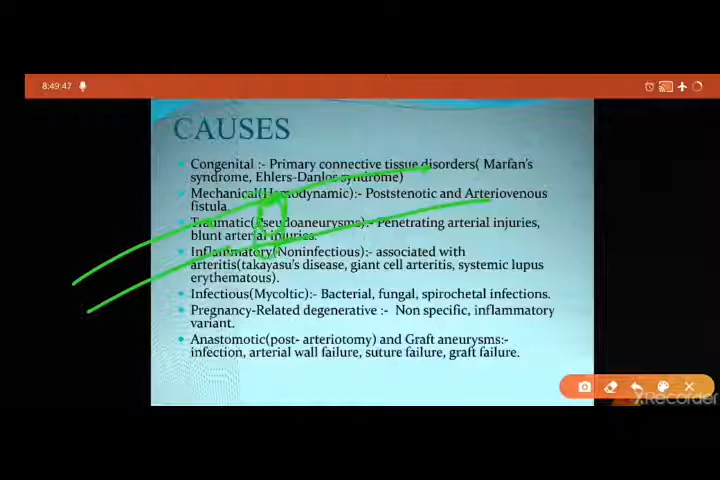 8:49:47
CAUSES
Congenital :- Primary connective tissue disorders( Marfan's
syndrome, Ehlers-Danlos syndrome)
Mechanical(Hemodynamic):- Poststenotic and Arteriovenous
fistula.
Traumatic(Pseudoaneurysms):- Penetrating arterial injuries,
blunt arterial injuries.
Inflammatory(Noninfectious):- associated with
arteritis(takayasu's disease, giant cell arteritis, systemic lupus
erythematous).
Infectious(Mycoltic):- Bacterial, fungal, spirochetal infections.
Pregnancy-Related degenerative :- Non specific, inflammatory
variant.
Anastomotic(post- arteriotomy) and Graft aneurysms:-
infection, arterial wall failure, suture failure, graft failure.
XRecorder